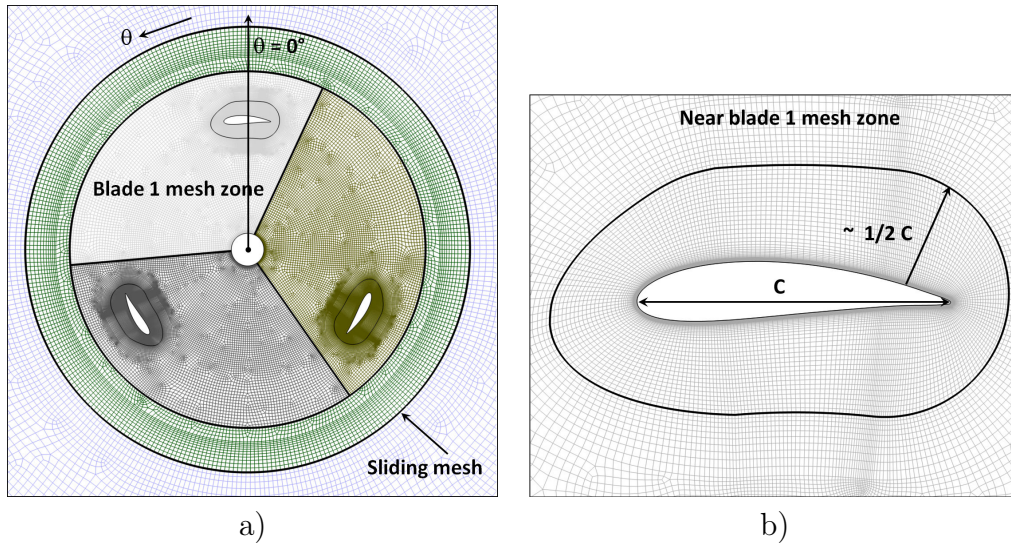 θ
θ = 0°
Blade 1 mesh zone
Sliding mesh
a)
Near blade 1 mesh zone
~ 1/2 C
C
b)